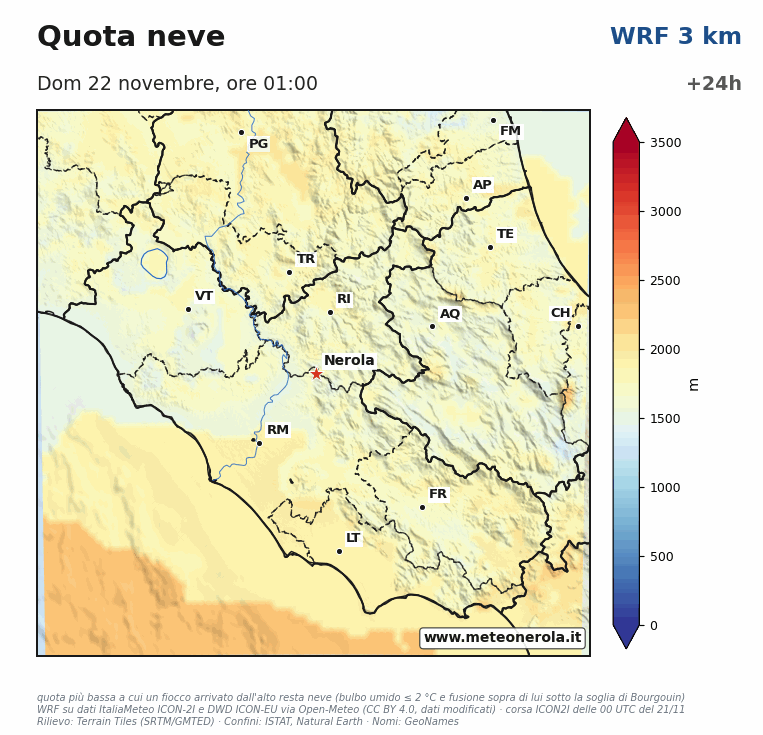 Quota neve
WRF 3 km
Dom 22 novembre, ore 01:00
+24h
FM
PG
AP
TE
TR
VT
RI
AQ
CH
Nerola
RM
FR
LT
www.meteonerola.it
3500
3000
2500
2000
1500
1000
500
0
m
quota più bassa a cui un fiocco arrivato dall'alto resta neve (bulbo umido ≤ 2 °C e fusione sopra di lui sotto la soglia di Bourgouin)
WRF su dati ItaliaMeteo ICON-2I e DWD ICON-EU via Open-Meteo (CC BY 4.0, dati modificati) · corsa ICON2I delle 00 UTC del 21/11
Rilievo: Terrain Tiles (SRTM/GMTED) · Confini: ISTAT, Natural Earth · Nomi: GeoNames